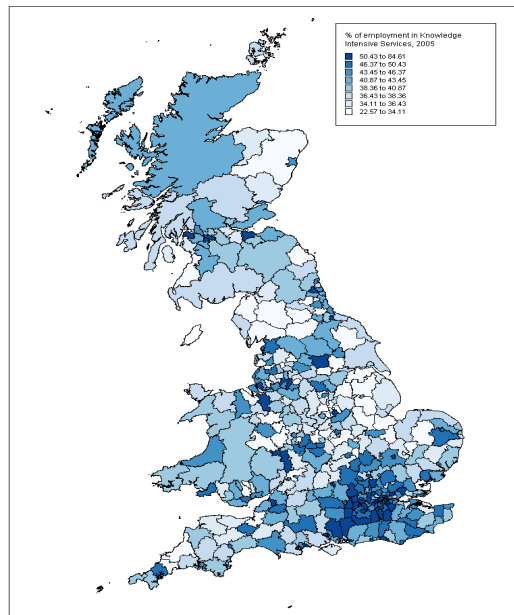 % of employment in Knowledge
Intensive Services, 2005
50.43 to 84.61
46.37 to 50.43
43.45 to 46.37
40.87 to 43.45
38.36 to 40.87
36.43 to 38.36
34.11 to 36.43
22.57 to 34.11